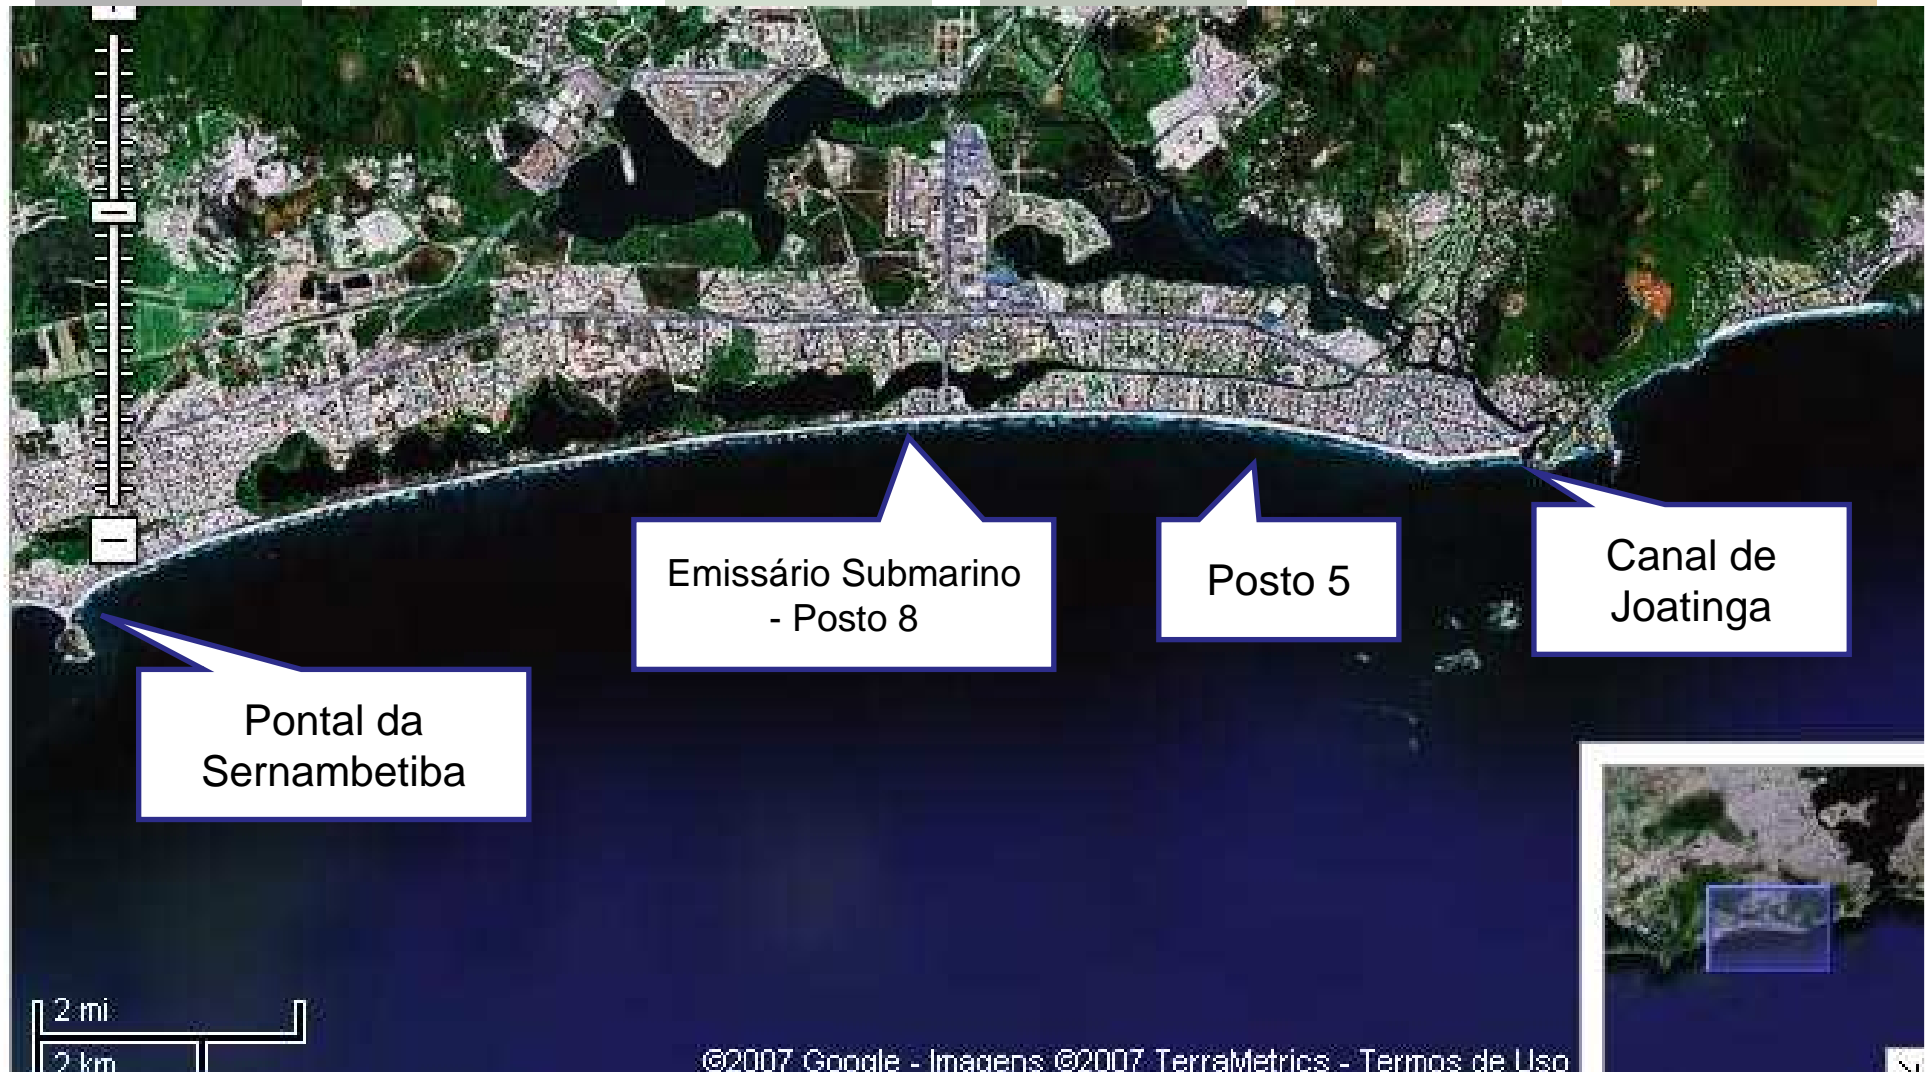 Emissário Submarino
- Posto 8
Posto 5
Canal de
Joatinga
Pontal da
Sernambetiba
2 mi
2 km
©2007 Google - Imagens ©2007 TerraMetrics - Termos de Uso